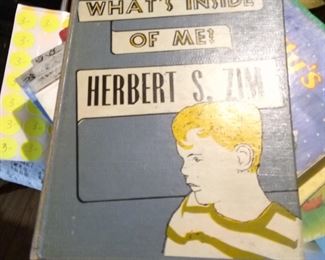 WHAT'S INSIDE
OF ME?
HERBERT S. ZIM